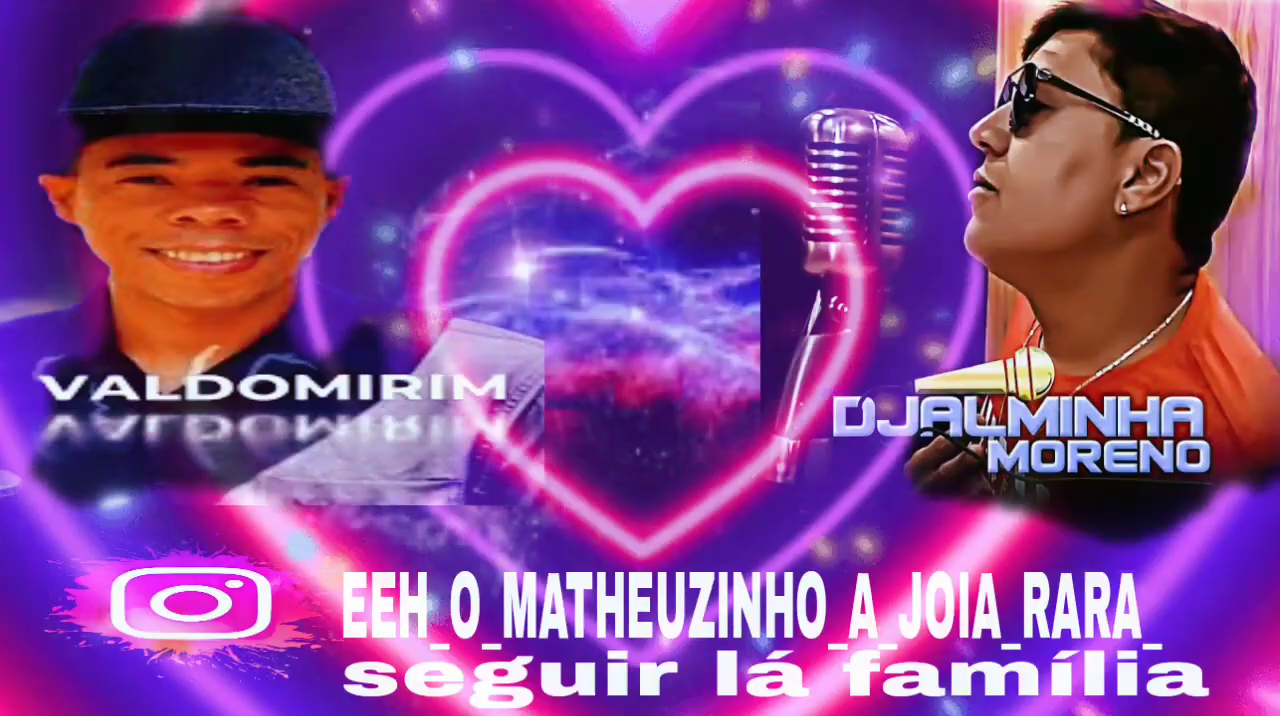 VALDOMIRIM
DJALMINHA
MORENO
EEH_O_MATHEUZINHO_A_JOIA_RARA_
seguir lá família